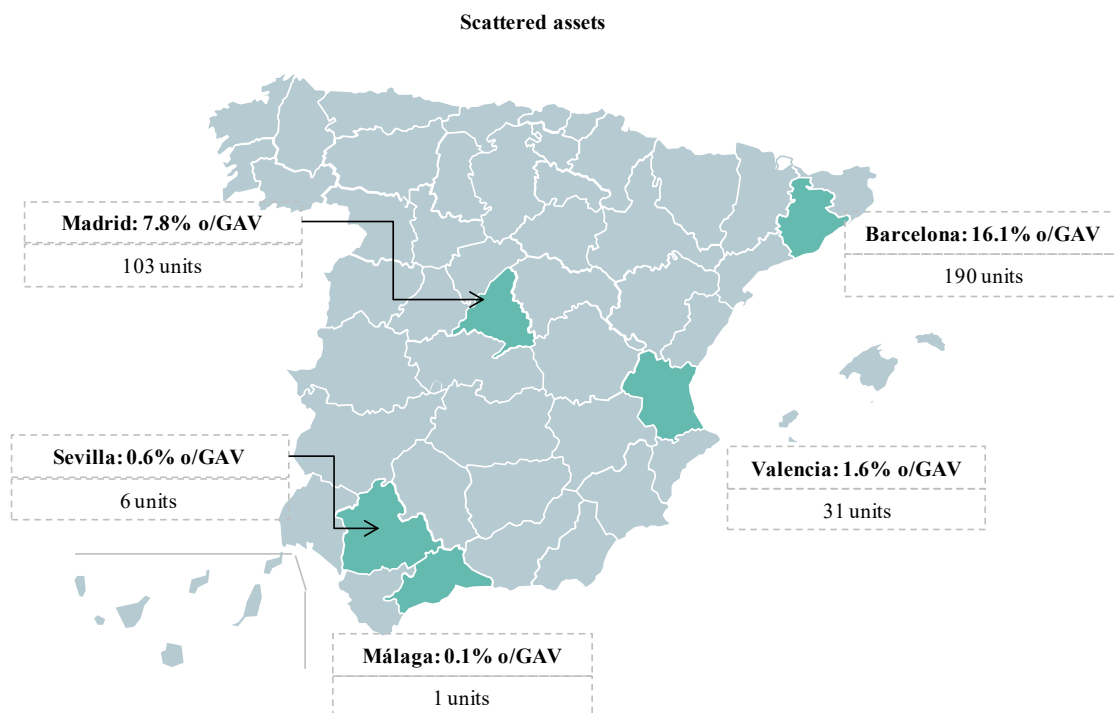 Scattered assets
Madrid: 7.8% o/GAV
103 units
Barcelona: 16.1% o/GAV
190 units
Sevilla: 0.6% o/GAV
6 units
Valencia: 1.6% o/GAV
31 units
Málaga: 0.1% o/GAV
1 units